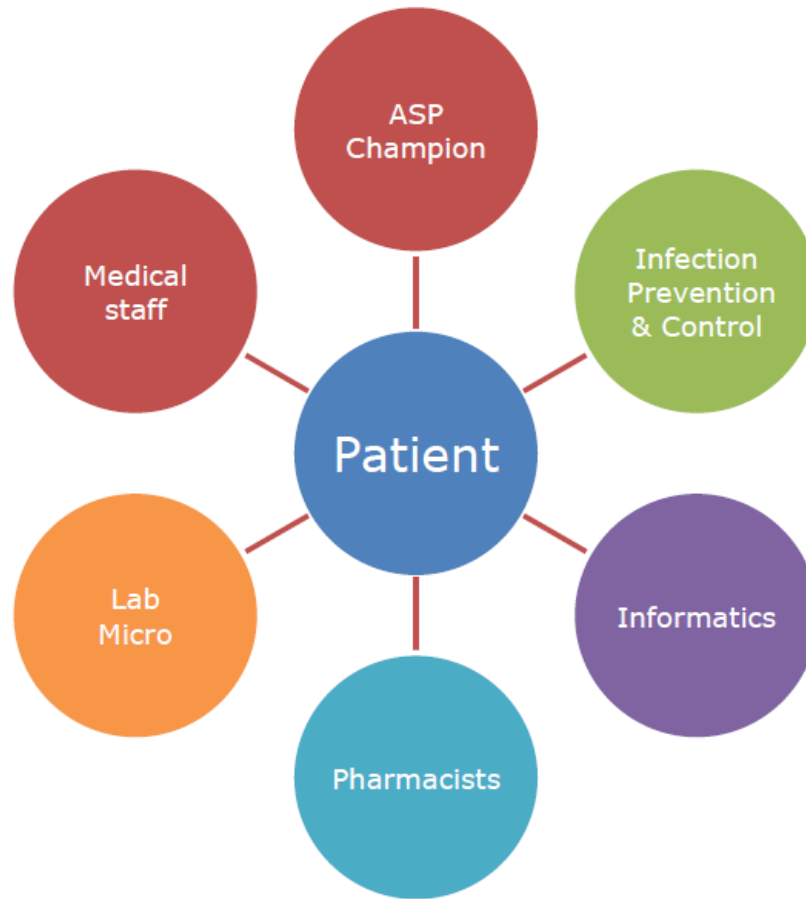 ASP
Champion
Infection
Prevention
& Control
Informatics
Pharmacists
Lab
Micro
Medical
staff
Patient